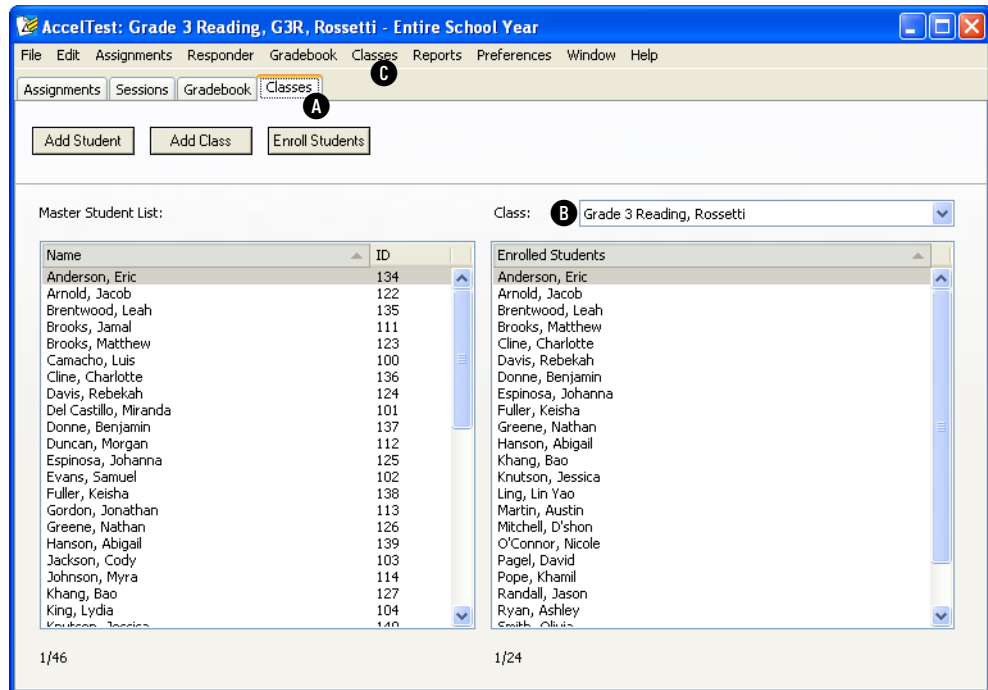 AccelTest: Grade 3 Reading, G3R, Rossetti - Entire School Year
File Edit Assignments Responder Gradebook Classes Reports Preferences Window Help
C
Assignments Sessions Gradebook Classes
A
Add Student Add Class Enroll Students
Master Student List:
Class: B Grade 3 Reading, Rossetti
Name ID
Anderson, Eric 134
Arnold, Jacob 122
Brentwood, Leah 135
Brooks, Jamal 111
Brooks, Matthew 123
Camacho, Luis 100
Cline, Charlotte 136
Davis, Rebekah 124
Del Castillo, Miranda 101
Donne, Benjamin 137
Duncan, Morgan 112
Espinosa, Johanna 125
Evans, Samuel 102
Fuller, Keisha 138
Gordon, Jonathan 113
Greene, Nathan 126
Hanson, Abigail 139
Jackson, Cody 103
Johnson, Myra 114
Khang, Bao 127
King, Lydia 104
Knutson, Jessica 140
1/46
Enrolled Students
Anderson, Eric
Arnold, Jacob
Brentwood, Leah
Brooks, Matthew
Cline, Charlotte
Davis, Rebekah
Donne, Benjamin
Espinosa, Johanna
Fuller, Keisha
Greene, Nathan
Hanson, Abigail
Khang, Bao
Knutson, Jessica
Ling, Lin Yao
Martin, Austin
Mitchell, D'shon
O'Connor, Nicole
Pagel, David
Pope, Khamil
Randall, Jason
Ryan, Ashley
Smith, Olivia
1/24